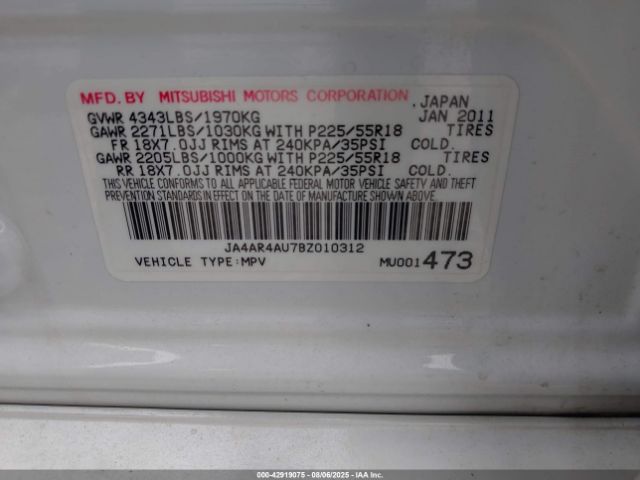 MFD. BY MITSUBISHI MOTORS CORPORATION. JAPAN
GVWR 4343LBS/1970KG JAN 2011
GAWR 2271LBS/1030KG WITH P225/55R18 TIRES
FR 18X7.0JJ RIMS AT 240KPA/35PSI COLD.
GAWR 2205LBS/1000KG WITH P225/55R18 TIRES
RR 18X7.0JJ RIMS AT 240KPA/35PSI COLD.
THIS VEHICLE CONFORMS TO ALL APPLICABLE FEDERAL MOTOR VEHICLE SAFETY AND THEFT
PREVENTION STANDARDS IN EFFECT ON THE DATE OF MANUFACTURE SHOWN ABOVE.
JA4AR4AU7BZ010312
VEHICLE TYPE:MPV MU001473
000-42919075 - 08/06/2025 - IAAI.COM